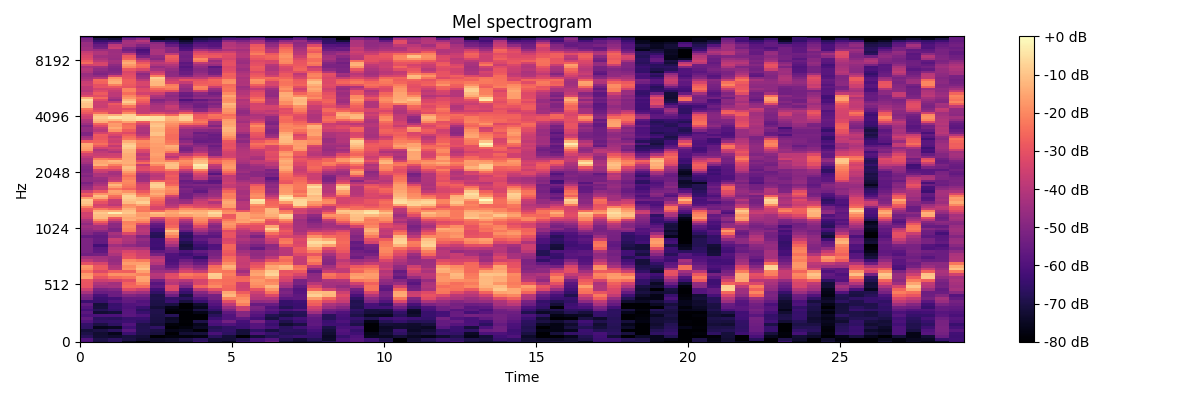 Mel spectrogram
Hz
8192
4096
2048
1024
512
0
0 5 10 15 20 25
Time
+0 dB
-10 dB
-20 dB
-30 dB
-40 dB
-50 dB
-60 dB
-70 dB
-80 dB